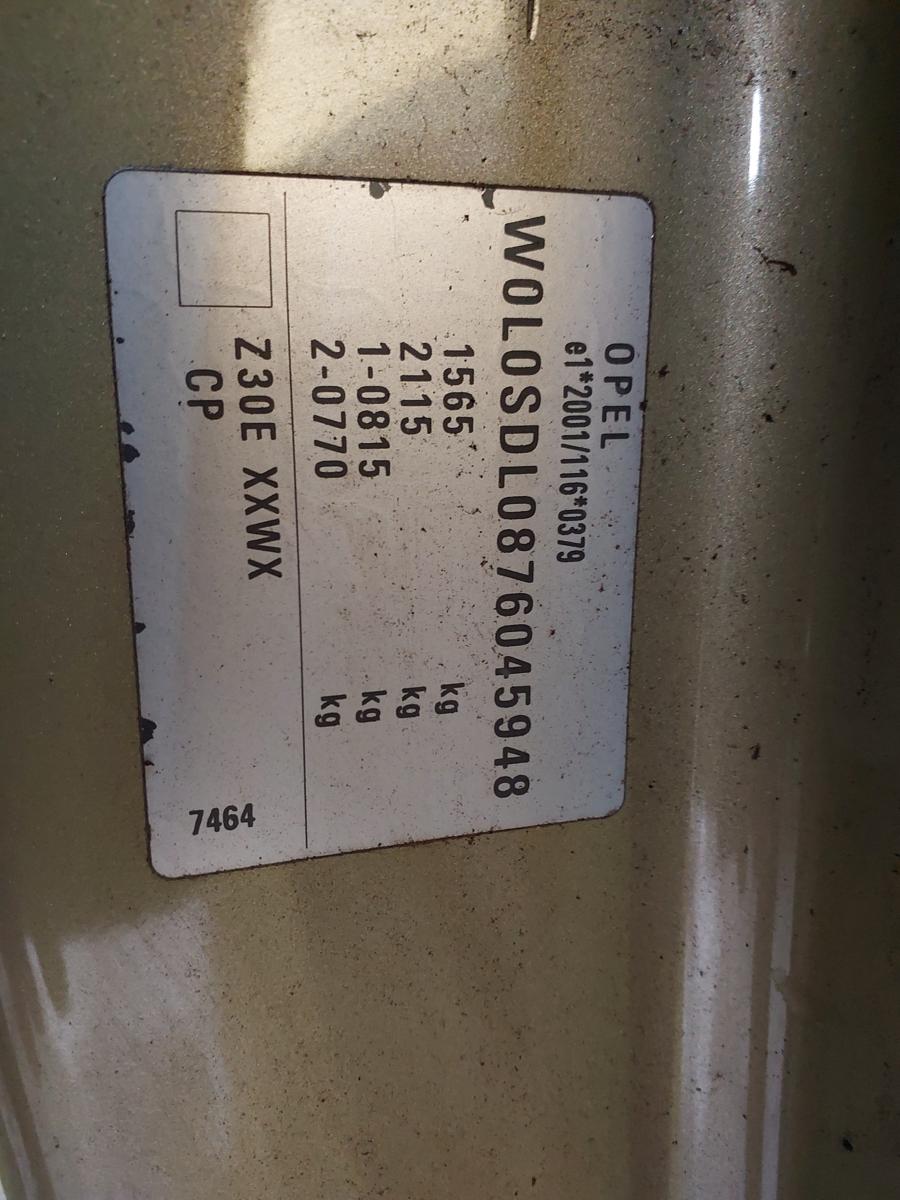 OPEL
e1*2001/116*0379
W0L0SDL0876045948
1565 kg
2115 kg
1-0815 kg
2-0770 kg
Z30E XXWX
CP
7464